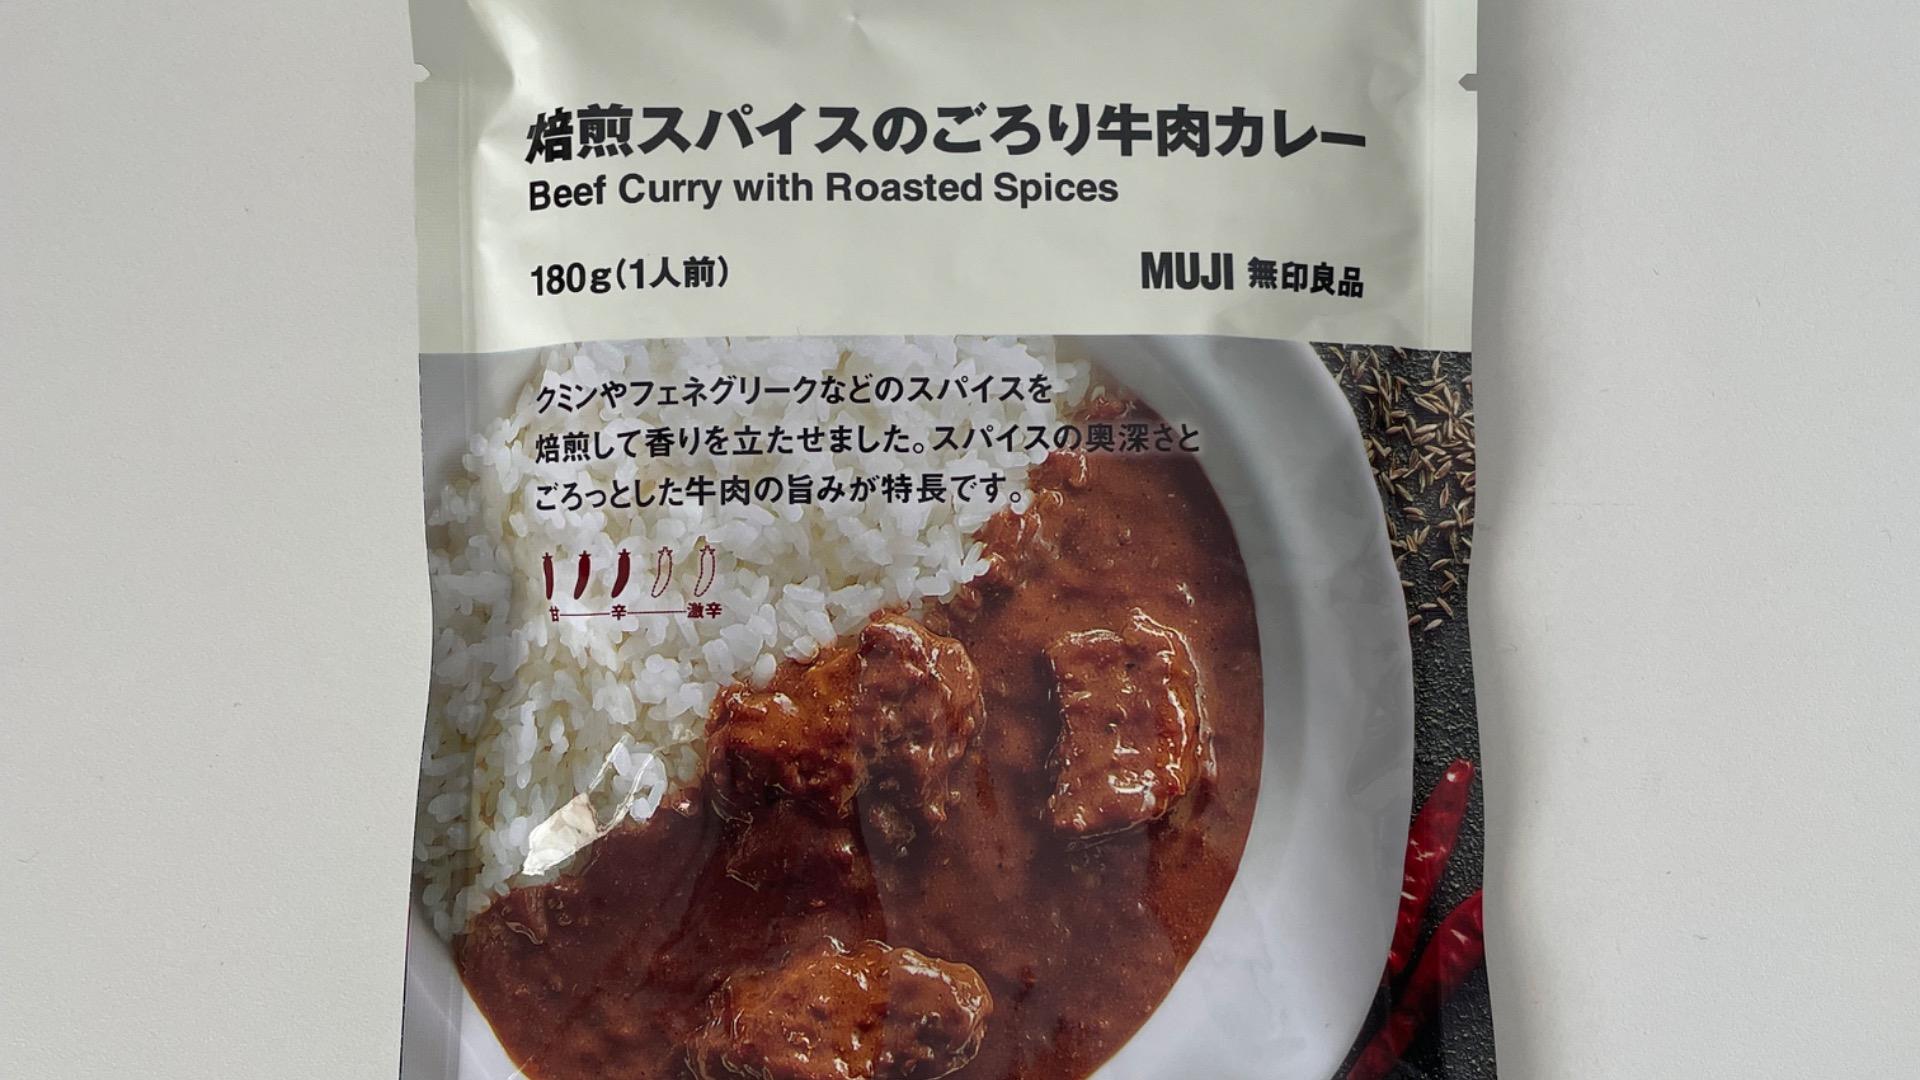 焙煎スパイスのごろり牛肉カレー
Beef Curry with Roasted Spices
180g(1人前)
MUJI 無印良品
クミンやフェネグリークなどのスパイスを
焙煎して香りを立たせました。スパイスの奥深さと
ごろっとした牛肉の旨みが特長です。
甘 辛 激辛